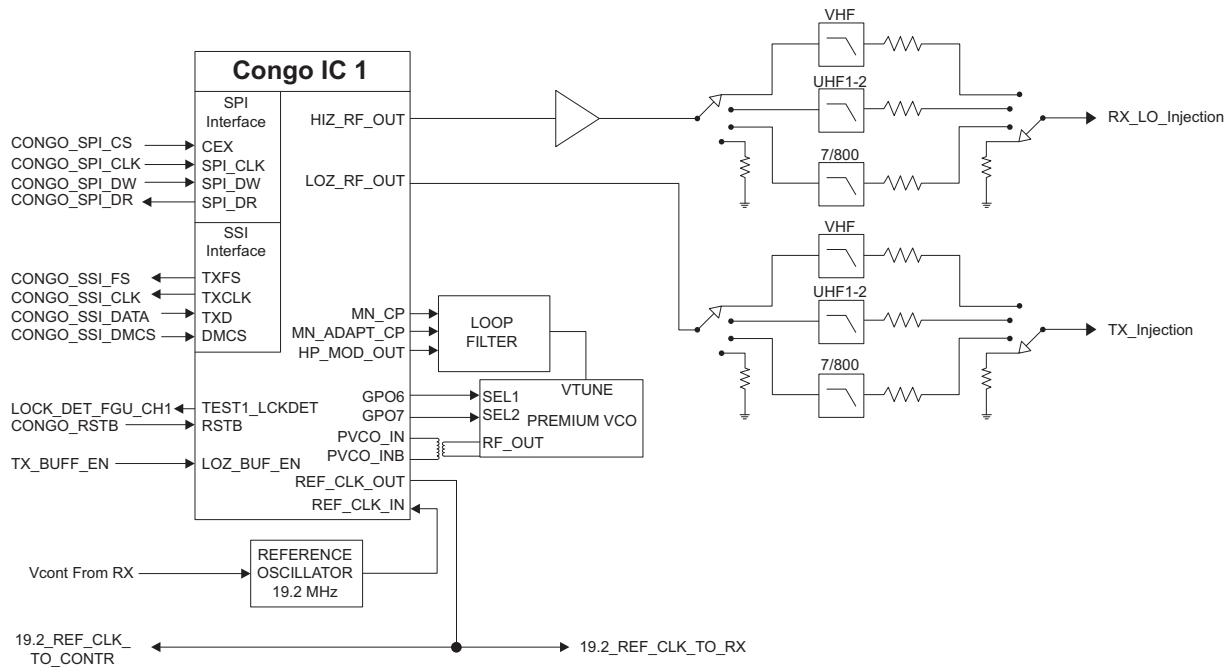 Congo IC 1
SPI
Interface
CEX
SPI_CLK
SPI_DW
SPI_DR
SSI
Interface
TXFS
TXCLK
TXD
DMCS
TEST1_LCKDET
RSTB
LOZ_BUF_EN
CONGO_SPI_CS
CONGO_SPI_CLK
CONGO_SPI_DW
CONGO_SPI_DR
CONGO_SSI_FS
CONGO_SSI_CLK
CONGO_SSI_DATA
CONGO_SSI_DMCS
LOCK_DET_FGU_CH1
CONGO_RSTB
TX_BUFF_EN
HIZ_RF_OUT
LOZ_RF_OUT
MN_CP
MN_ADAPT_CP
HP_MOD_OUT
GPO6
GPO7
PVCO_IN
PVCO_INB
REF_CLK_OUT
REF_CLK_IN
LOOP
FILTER
VTUNE
SEL1
PREMIUM VCO
SEL2
RF_OUT
VHF
UHF1-2
7/800
RX_LO_Injection
VHF
UHF1-2
7/800
TX_Injection
Vcont From RX
REFERENCE
OSCILLATOR
19.2 MHz
19.2_REF_CLK_
TO_CONTR
19.2_REF_CLK_TO_RX